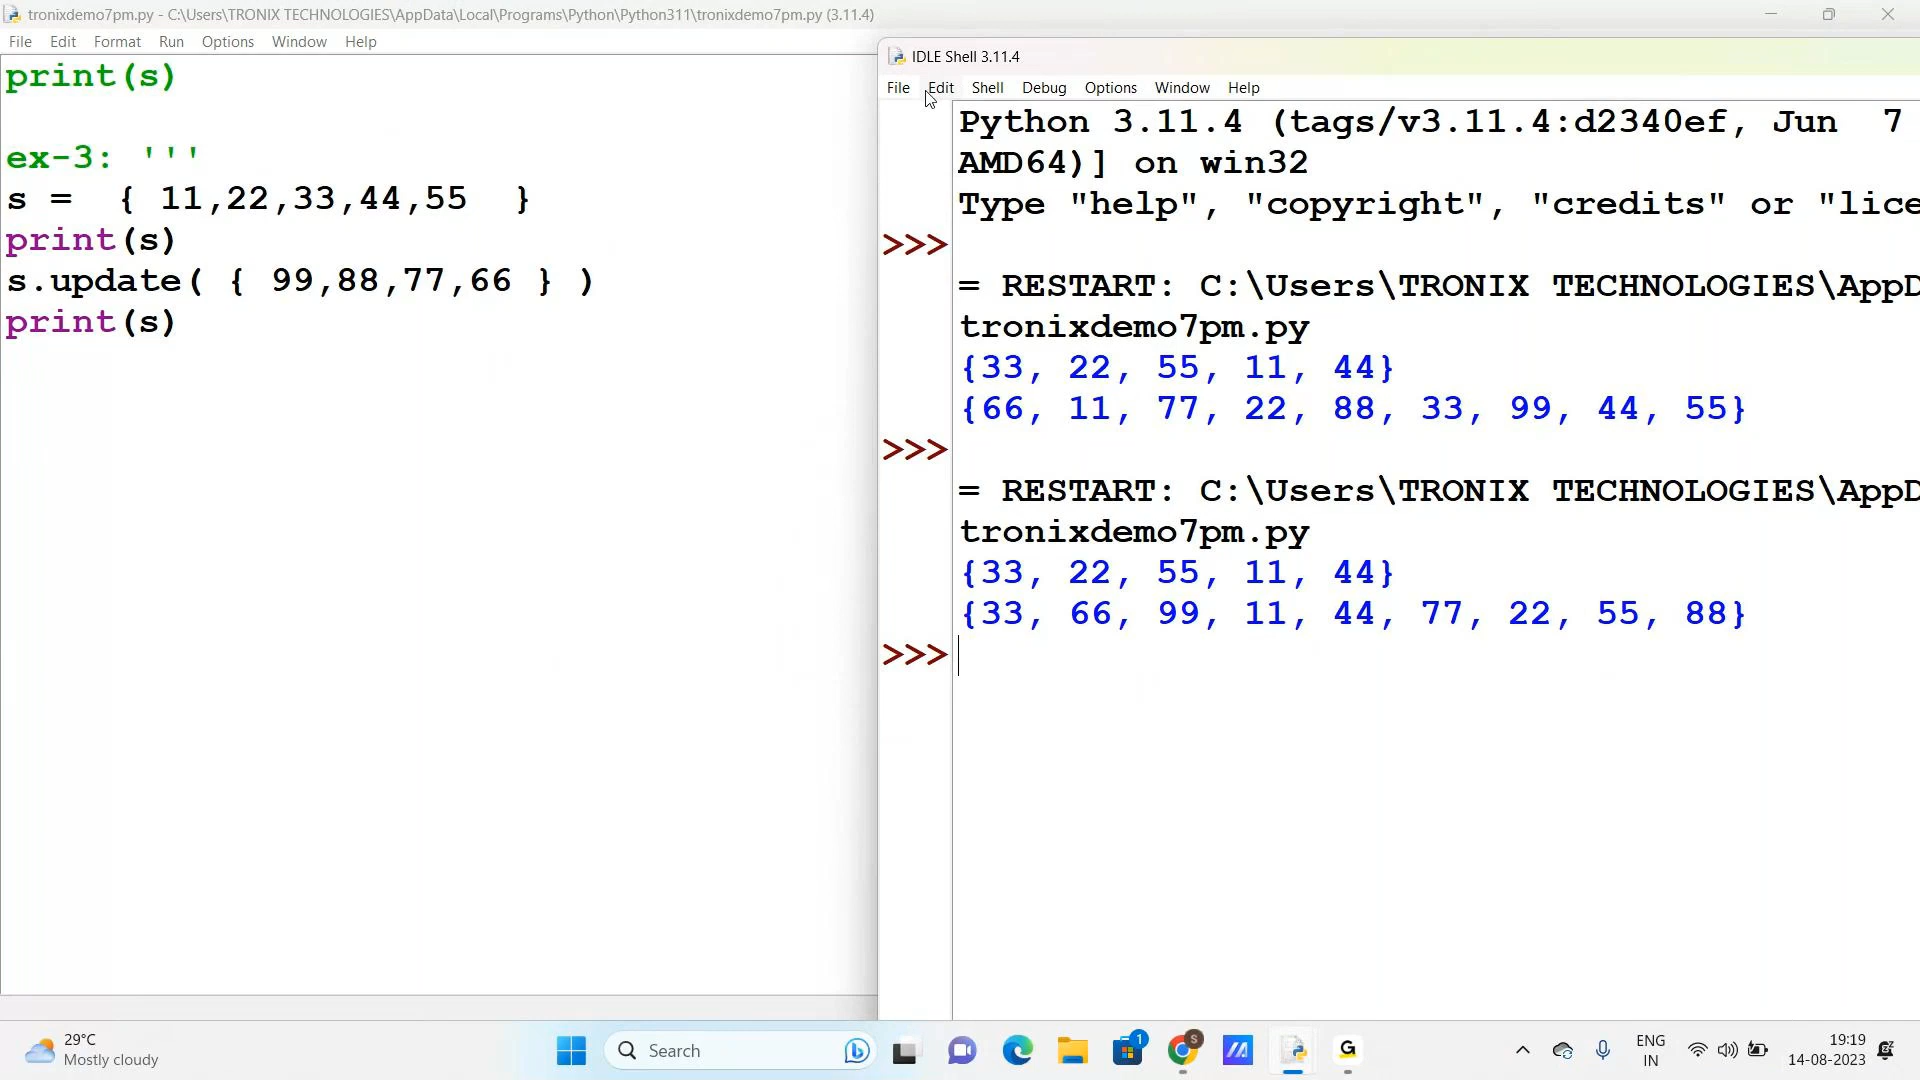 tronixdemo7pm.py - C:\Users\TRONIX TECHNOLOGIES\AppData\Local\Programs\Python\Python311\tronixdemo7pm.py (3.11.4)
File Edit Format Run Options Window Help
print(s)
ex-3: '''
s = { 11,22,33,44,55 }
print(s)
s.update( { 99,88,77,66 } )
print(s)
IDLE Shell 3.11.4
File Edit Shell Debug Options Window Help
Python 3.11.4 (tags/v3.11.4:d2340ef, Jun 7
AMD64)] on win32
Type "help", "copyright", "credits" or "lice
>>>
= RESTART: C:\Users\TRONIX TECHNOLOGIES\AppD
tronixdemo7pm.py
{33, 22, 55, 11, 44}
{66, 11, 77, 22, 88, 33, 99, 44, 55}
>>>
= RESTART: C:\Users\TRONIX TECHNOLOGIES\AppD
tronixdemo7pm.py
{33, 22, 55, 11, 44}
{33, 66, 99, 11, 44, 77, 22, 55, 88}
>>>
29°C
Mostly cloudy
Search
1
S
G
ENG
IN
19:19
14-08-2023